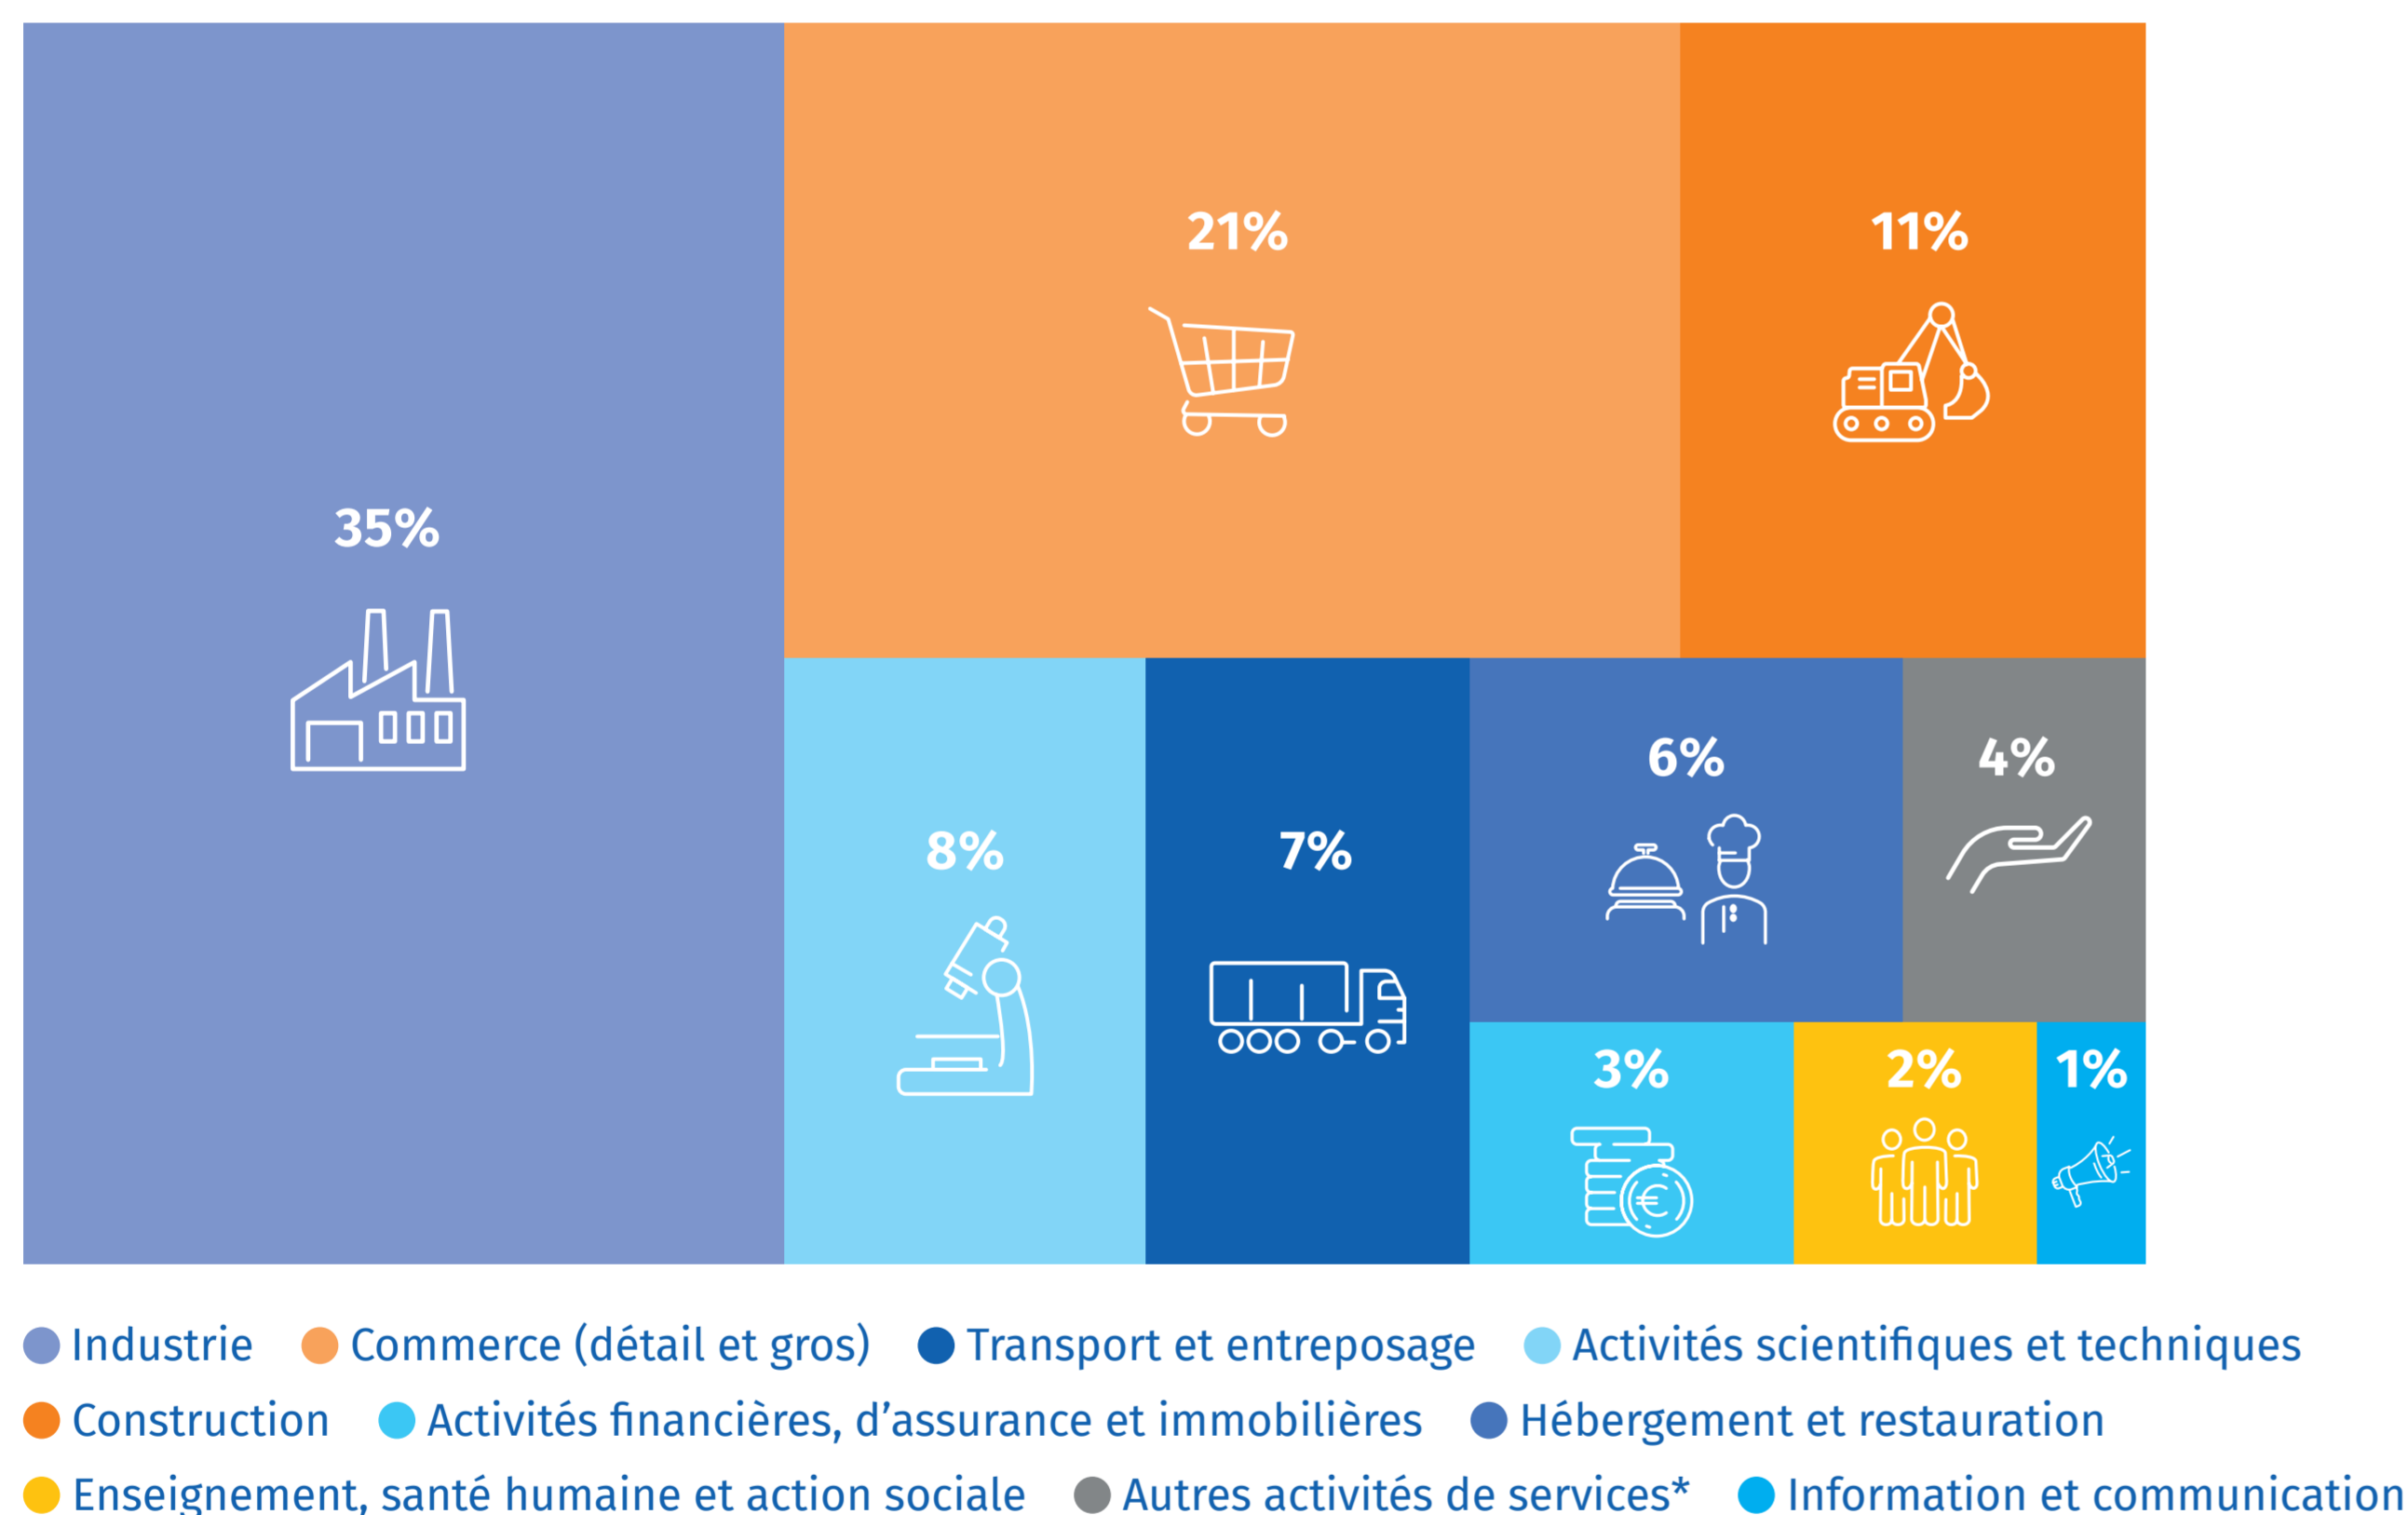 21%
11%
35%
6%
4%
8%
7%
3%
2%
1%
Industrie
Commerce (détail et gros)
Transport et entreposage
Activités scientifiques et techniques
Construction
Activités financières, d’assurance et immobilières
Hébergement et restauration
Enseignement, santé humaine et action sociale
Autres activités de services*
Information et communication